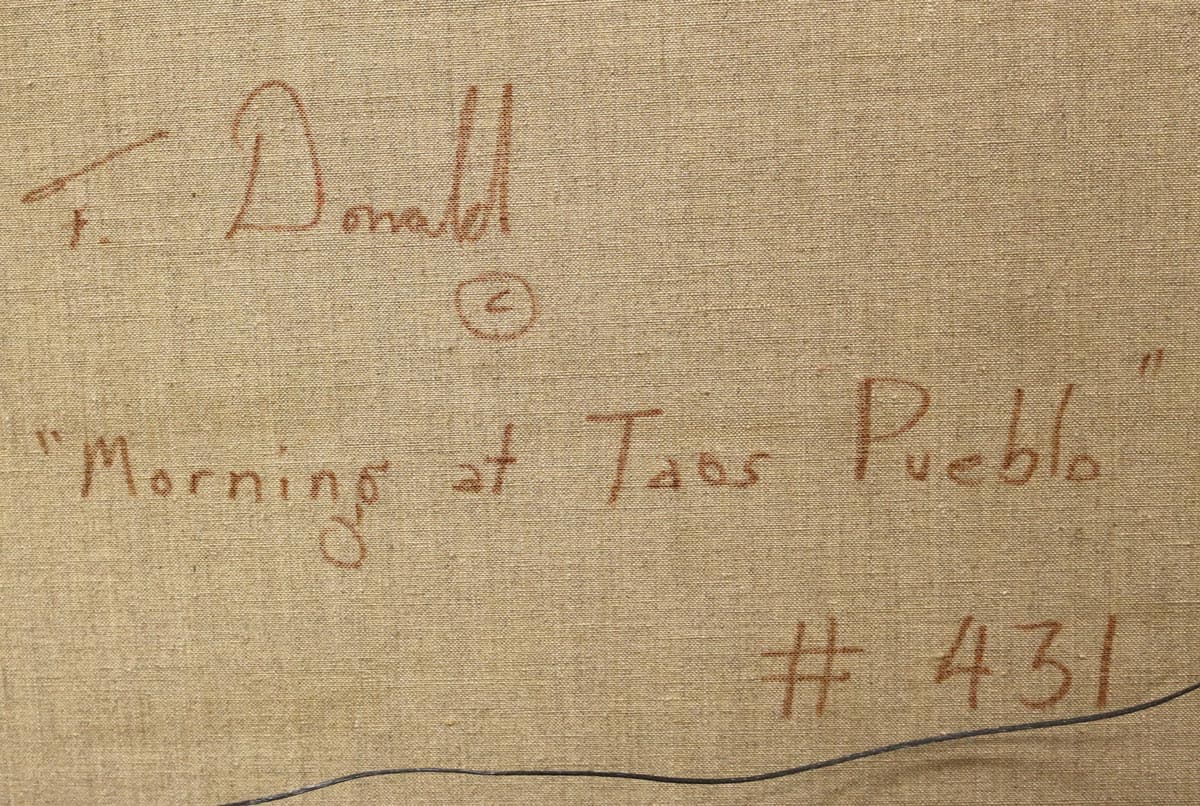 F. Donald
©
"Morning at Taos Pueblo"
# 431